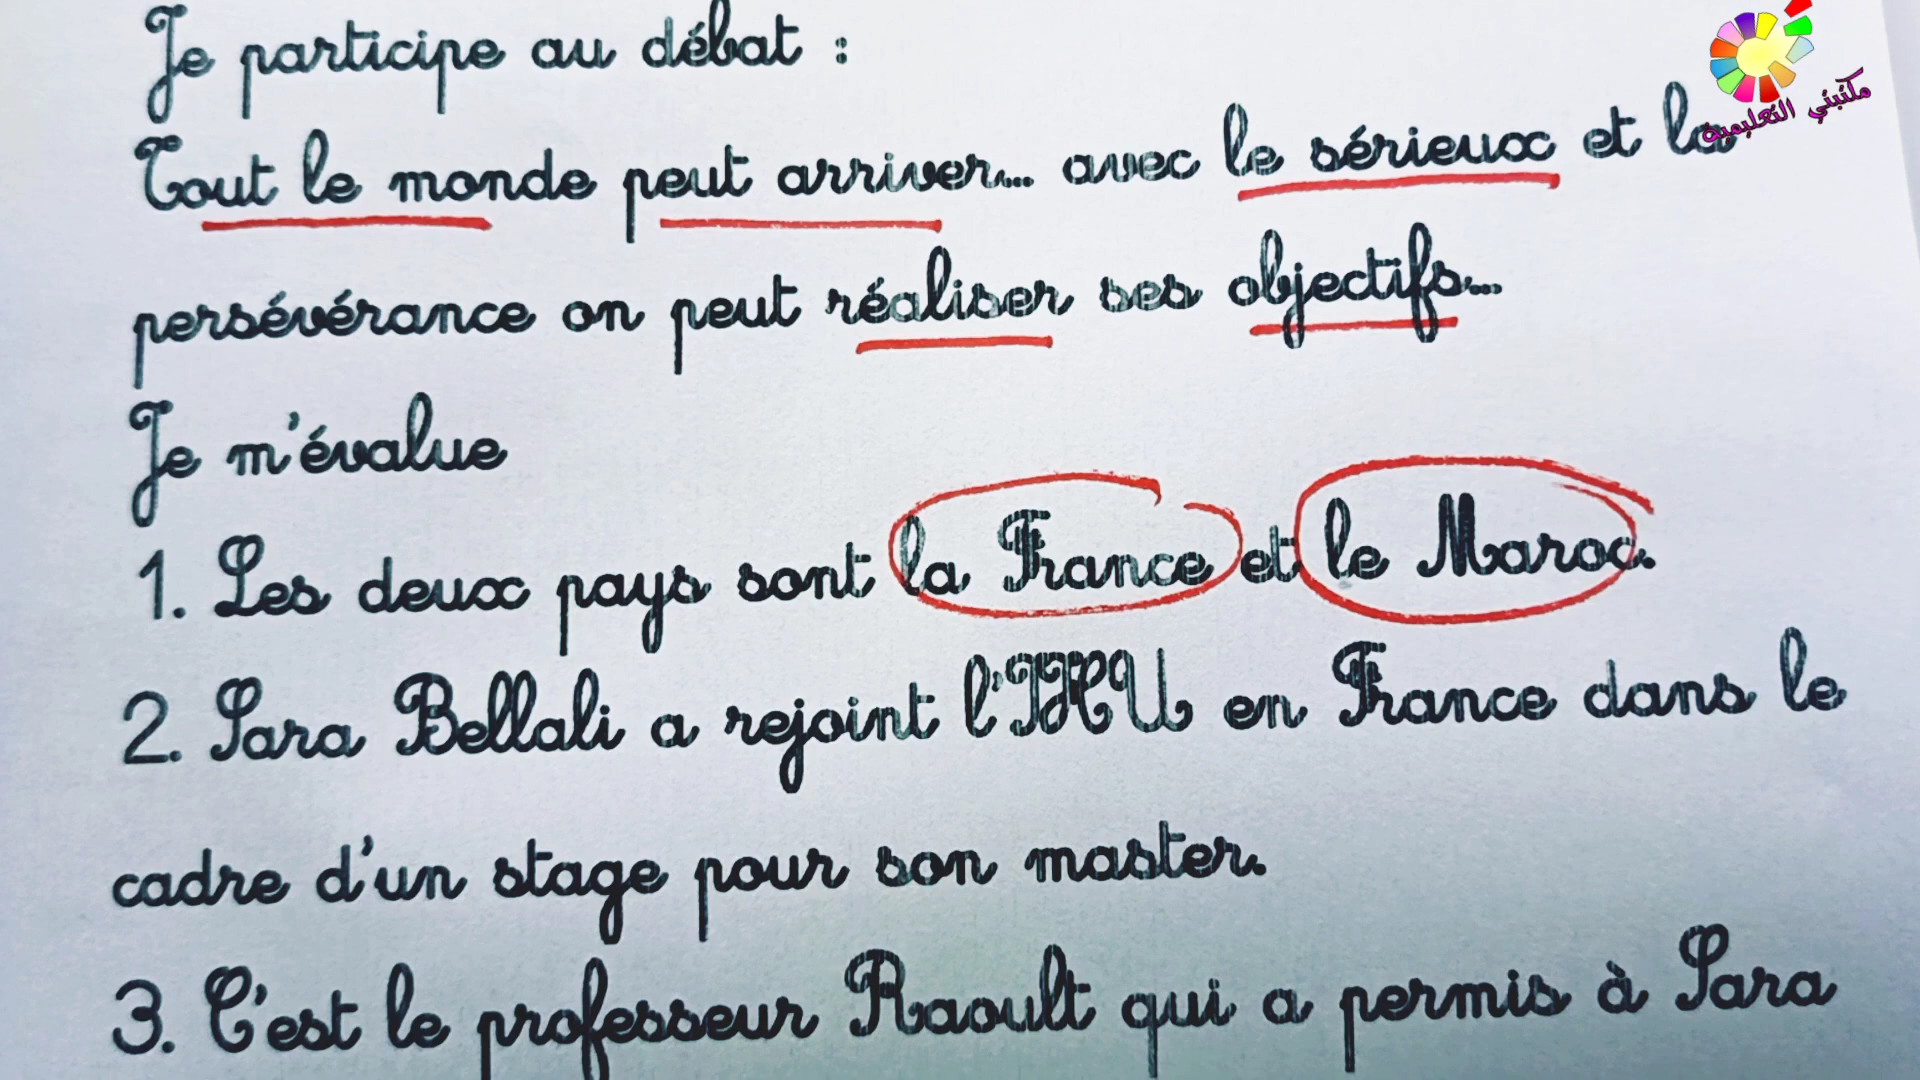 Je participe au débat :
Tout le monde peut arriver... avec le sérieux et la
persévérance on peut réaliser ses objectifs...
Je m'évalue
1. Les deux pays sont la France et le Maroc.
2. Sara Bellali a rejoint l'IHU en France dans le
cadre d'un stage pour son master.
3. C'est le professeur Raoult qui a permis à Sara
مكتبتي التعليمية